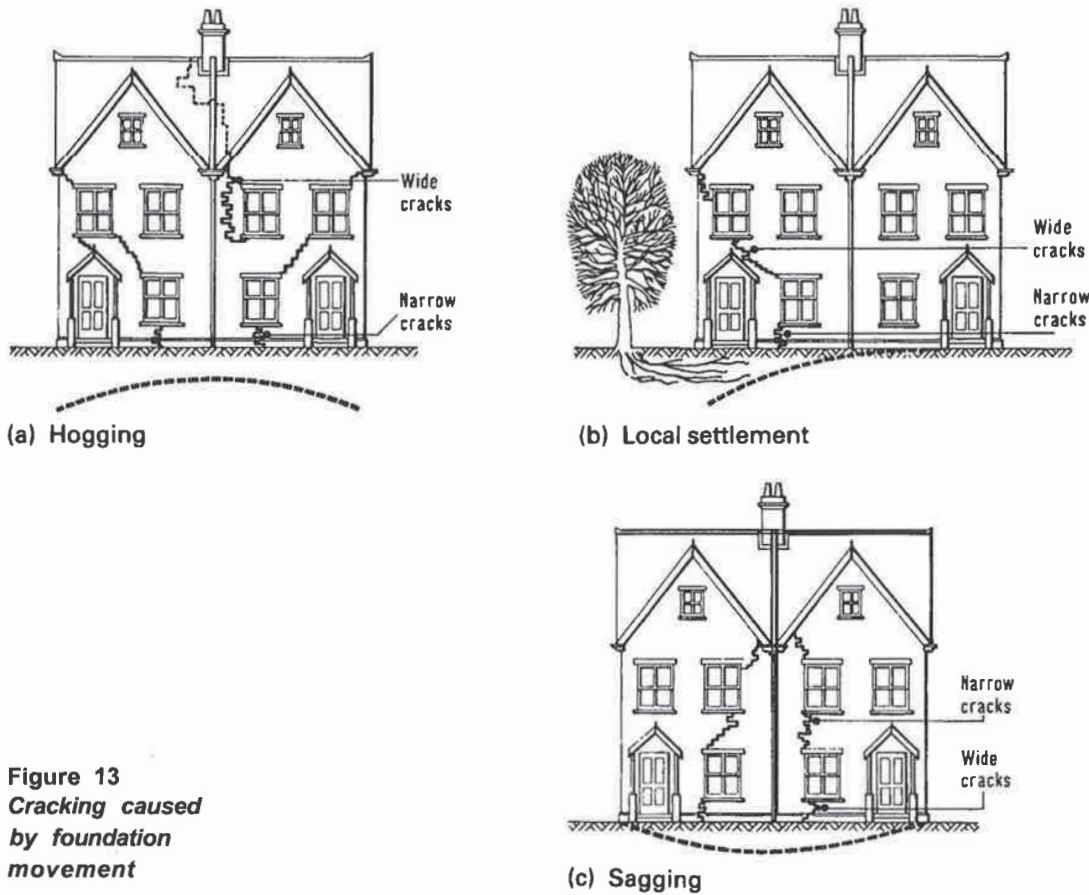 Wide
cracks
Narrow
cracks
(a) Hogging
Wide
cracks
Narrow
cracks
(b) Local settlement
Narrow
cracks
Wide
cracks
(c) Sagging
Figure 13
Cracking caused
by foundation
movement